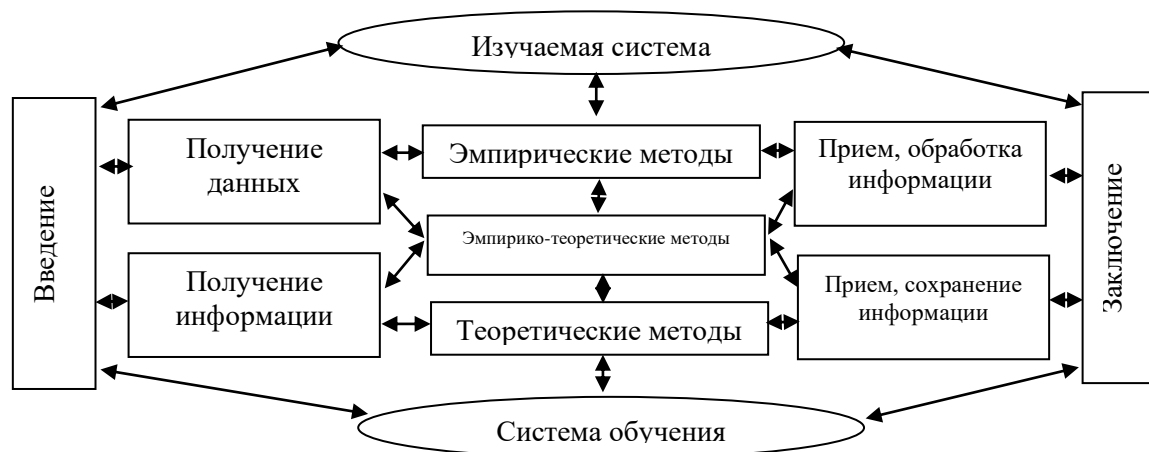 Изучаемая система
Введение
Получение
данных
Эмпирические методы
Прием, обработка
информации
Эмпирико-теоретические методы
Получение
информации
Теоретические методы
Прием, сохранение
информации
Заключение
Система обучения